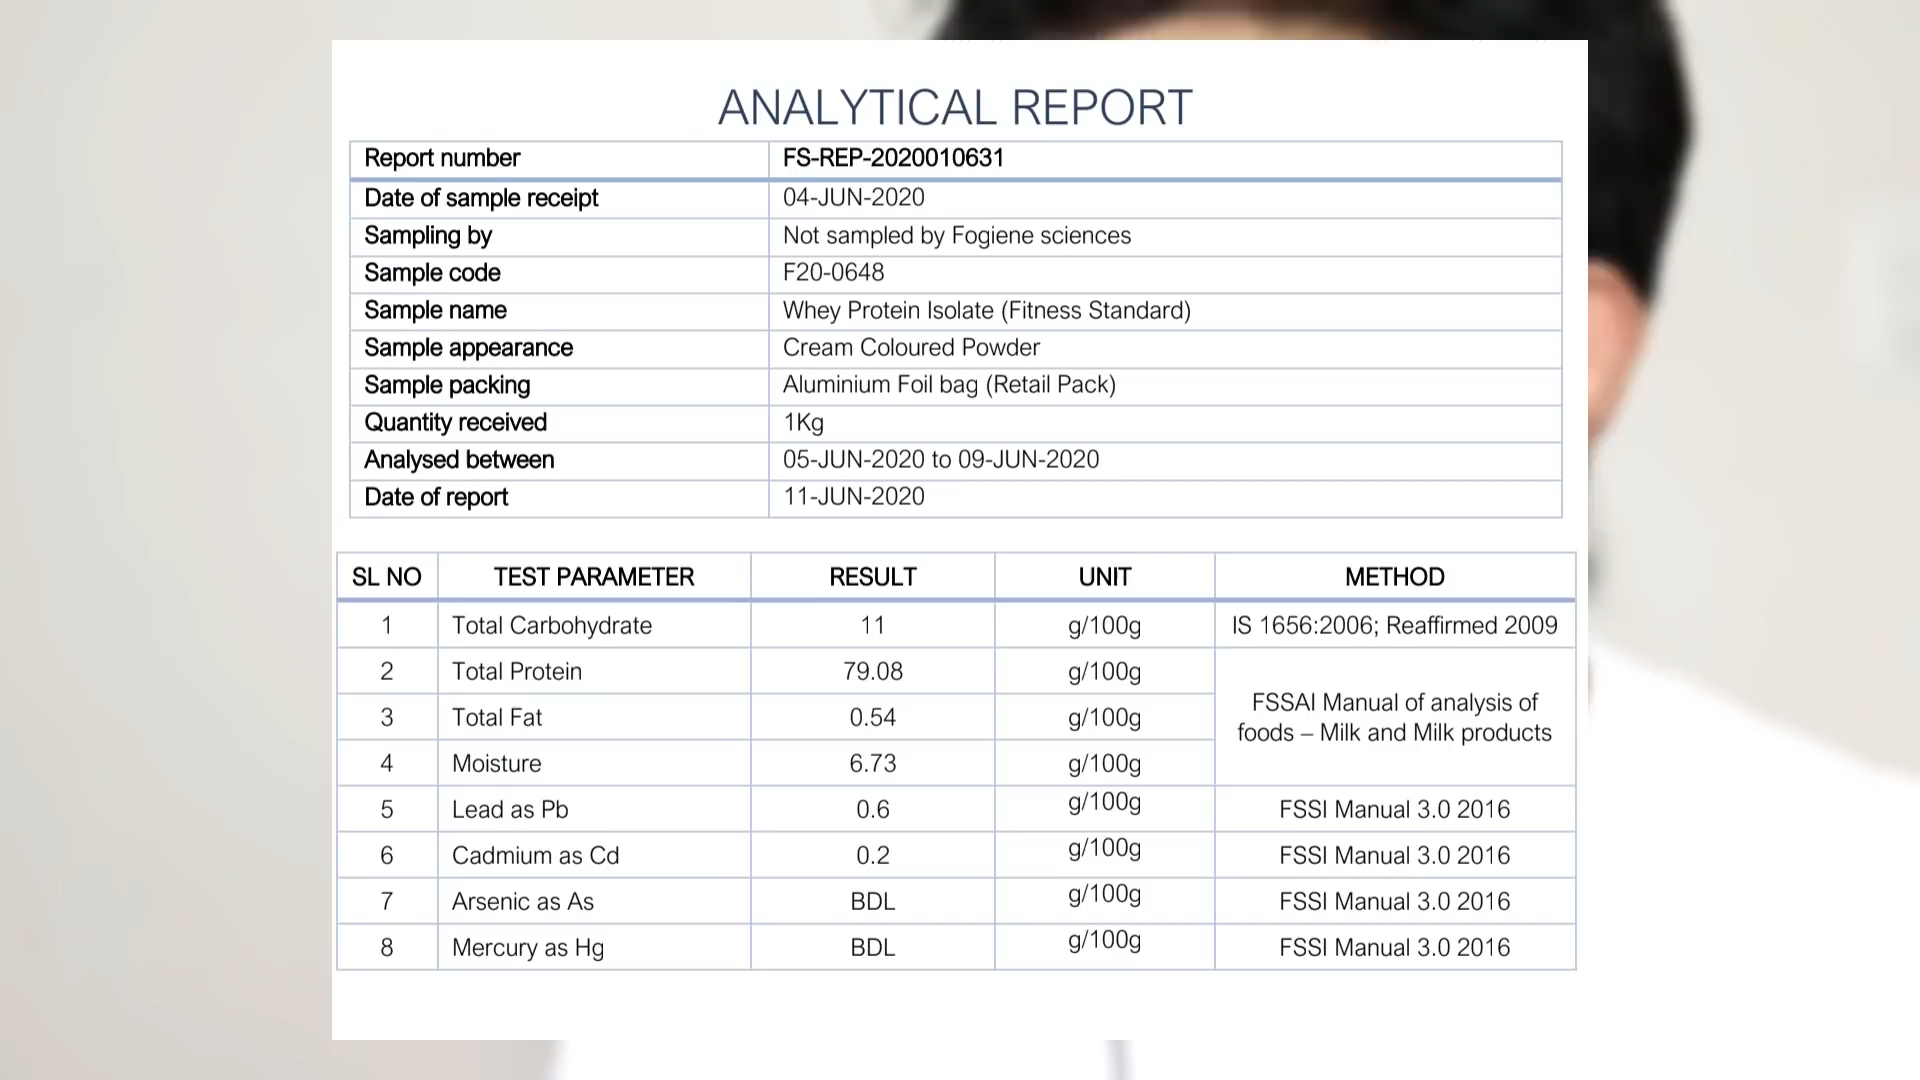 ANALYTICAL REPORT
Report number FS-REP-2020010631
Date of sample receipt 04-JUN-2020
Sampling by Not sampled by Fogiene sciences
Sample code F20-0648
Sample name Whey Protein Isolate (Fitness Standard)
Sample appearance Cream Coloured Powder
Sample packing Aluminium Foil bag (Retail Pack)
Quantity received 1Kg
Analysed between 05-JUN-2020 to 09-JUN-2020
Date of report 11-JUN-2020
SL NO TEST PARAMETER RESULT UNIT METHOD
1 Total Carbohydrate 11 g/100g IS 1656:2006; Reaffirmed 2009
2 Total Protein 79.08 g/100g
FSSAI Manual of analysis of
3 Total Fat 0.54 g/100g
foods – Milk and Milk products
4 Moisture 6.73 g/100g
5 Lead as Pb 0.6 g/100g FSSI Manual 3.0 2016
6 Cadmium as Cd 0.2 g/100g FSSI Manual 3.0 2016
7 Arsenic as As BDL g/100g FSSI Manual 3.0 2016
8 Mercury as Hg BDL g/100g FSSI Manual 3.0 2016